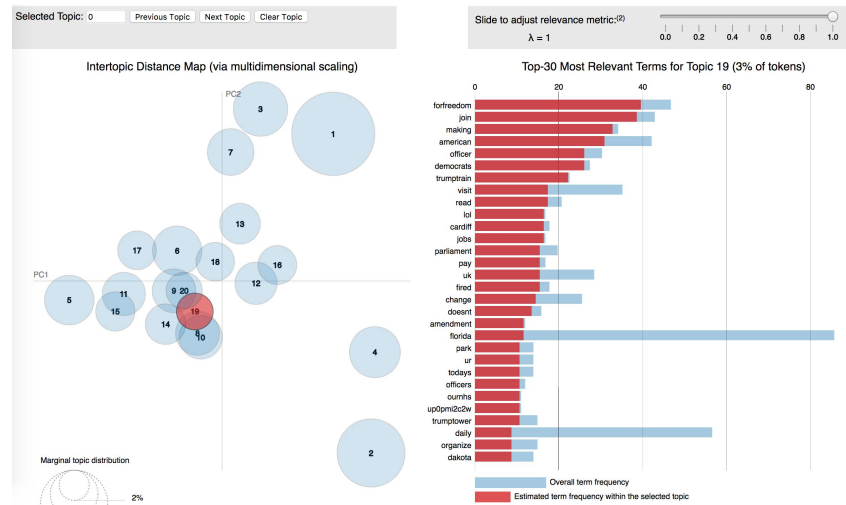 Selected Topic: 0 Previous Topic Next Topic Clear Topic
Slide to adjust relevance metric:(2)
λ = 1
0.0 0.2 0.4 0.6 0.8 1.0
Intertopic Distance Map (via multidimensional scaling)
PC2
PC1
3
1
7
13
17
6
18
16
12
5
11
9
20
15
19
14
8
10
4
2
Marginal topic distribution
2%
Top-30 Most Relevant Terms for Topic 19 (3% of tokens)
0 20 40 60 80
forfreedom
join
making
american
officer
democrats
trumptrain
visit
read
lol
cardiff
jobs
parliament
pay
uk
fired
change
doesnt
amendment
florida
park
ur
todays
officers
ournhs
up0pmi2c2w
trumptower
daily
organize
dakota
Overall term frequency
Estimated term frequency within the selected topic